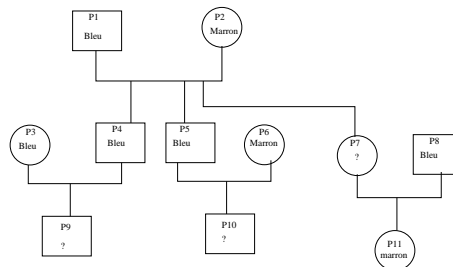 P1
Bleu
P2
Marron
P3
Bleu
P4
Bleu
P5
Bleu
P6
Marron
P7
?
P8
Bleu
P9
?
P10
?
P11
marron